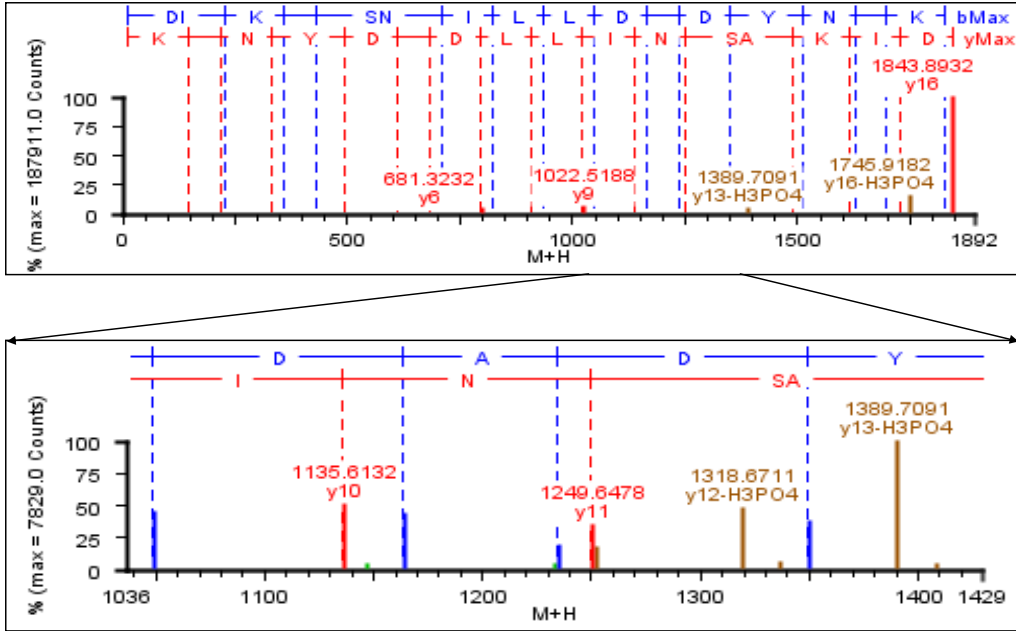 DI K SN I L L D D Y N K bMax
K N Y D D L L I N SA K I D yMax
1843.8932
y16
1745.9182
y16-H3PO4
1389.7091
y13-H3PO4
1022.5188
y9
681.3232
y6
% (max = 187911.0 Counts)
100
75
50
25
0
0 500 1000 1500 1892
M+H
D A D Y
I N SA
1389.7091
y13-H3PO4
1318.6711
y12-H3PO4
1249.6478
y11
1135.6132
y10
% (max = 7829.0 Counts)
100
75
50
25
0
1036 1100 1200 1300 1400 1429
M+H